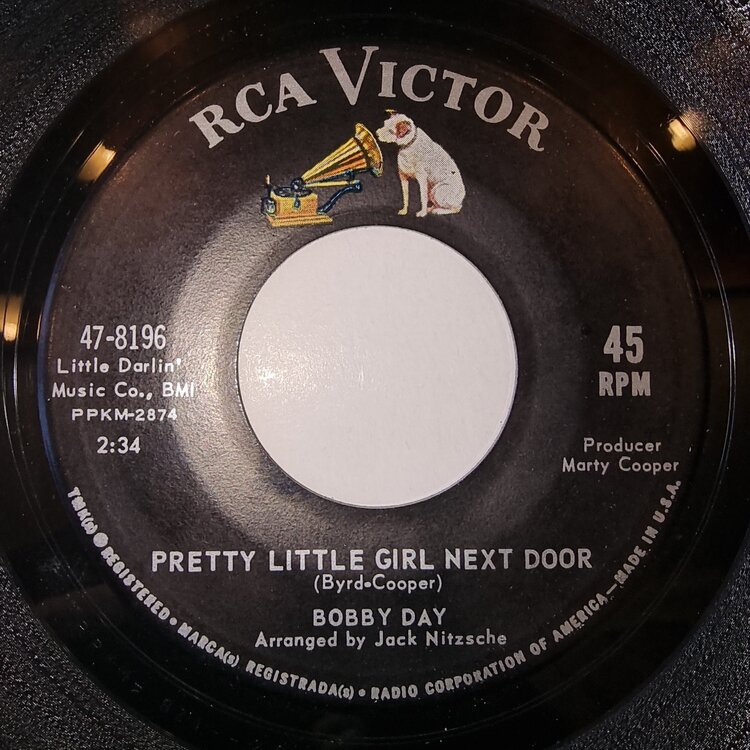 RCA VICTOR
47-8196
Little Darlin'
Music Co., BMI
PPKM-2874
2:34
45
RPM
Producer
Marty Cooper
PRETTY LITTLE GIRL NEXT DOOR
(Byrd-Cooper)
BOBBY DAY
Arranged by Jack Nitzsche
TMK(s) ® REGISTERED • MARCA(s) REGISTRADA(s) • RADIO CORPORATION OF AMERICA—MADE IN U.S.A.